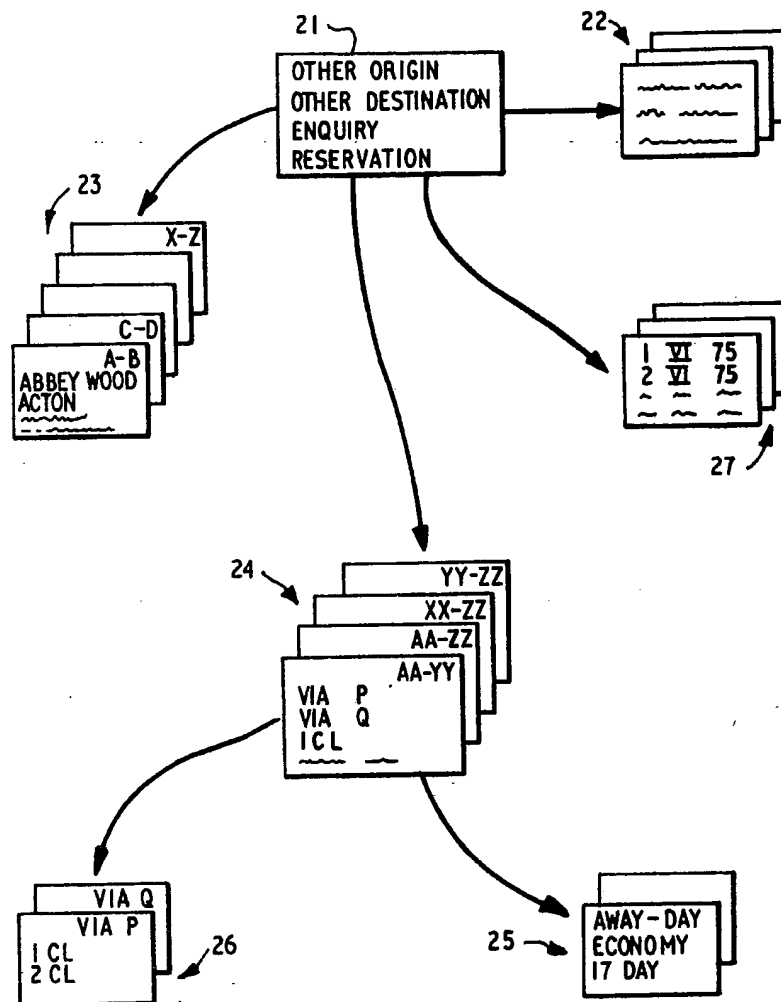 21
OTHER ORIGIN
OTHER DESTINATION
ENQUIRY
RESERVATION
22
23
X-Z
C-D
A-B
ABBEY WOOD
ACTON
1 VI 75
2 VI 75
27
24
YY-ZZ
XX-ZZ
AA-ZZ
AA-YY
VIA P
VIA Q
1 CL
VIA Q
VIA P
1 CL
2 CL
26
25
AWAY-DAY
ECONOMY
17 DAY